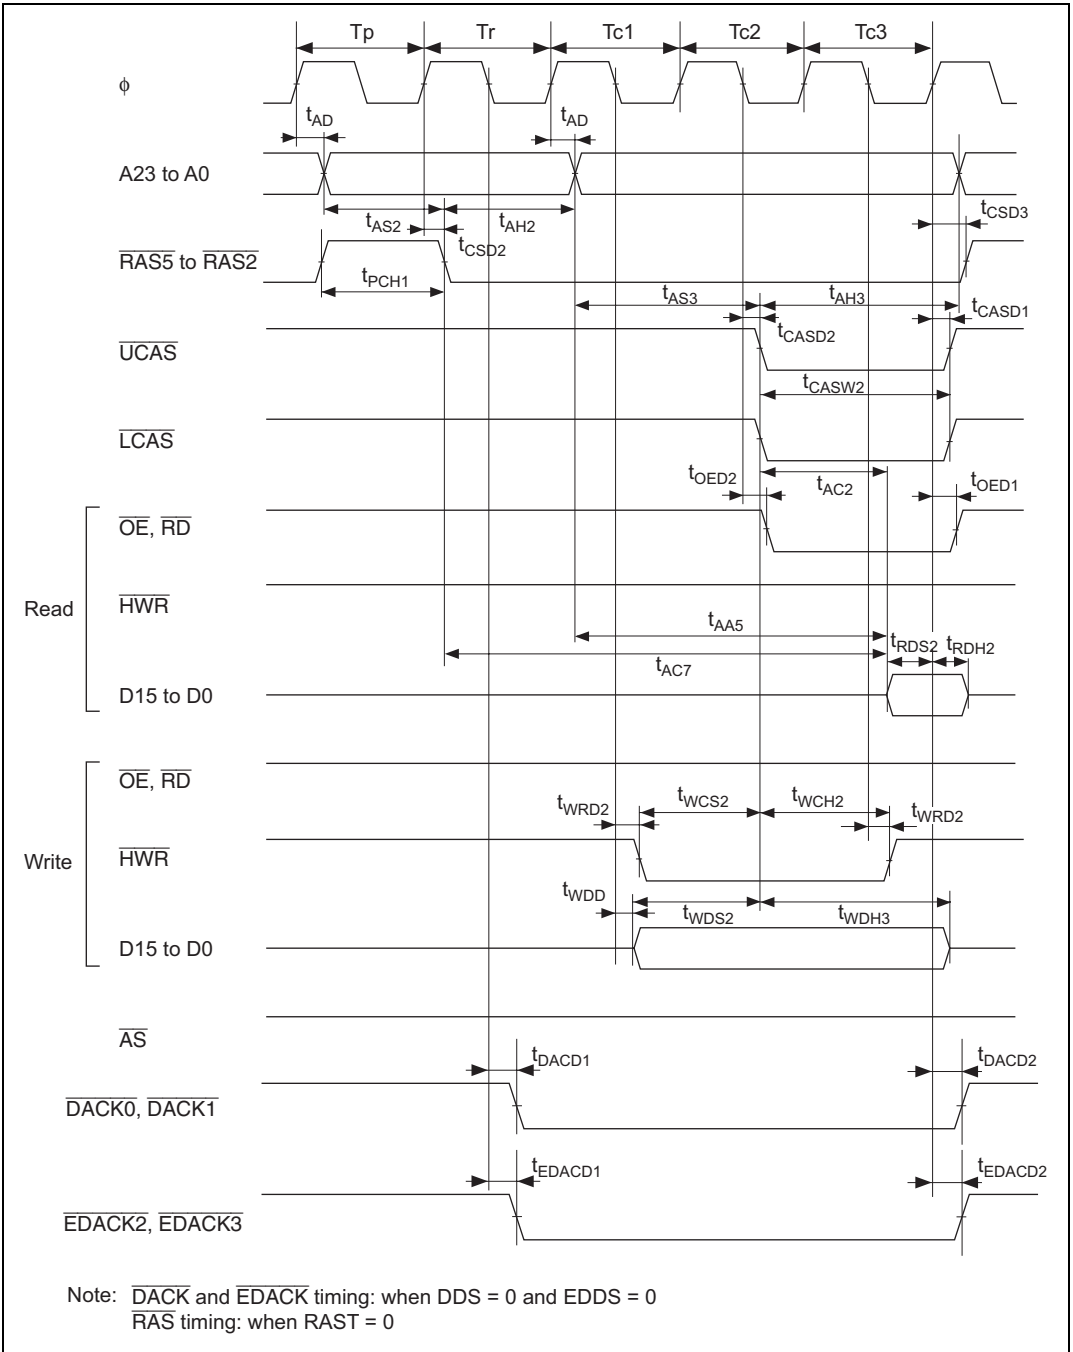 Tp Tr Tc1 Tc2 Tc3
ϕ
tAD tAD
A23 to A0
tAS2 tAH2 tCSD3
tCSD2
RAS5 to RAS2
tPCH1
tAS3 tAH3
tCASD1
tCASD2
UCAS
tCASW2
LCAS
tOED2 tAC2 tOED1
OE, RD
Read
HWR
tAA5
tRDS2 tRDH2
tAC7
D15 to D0
OE, RD
tWRD2 tWCS2 tWCH2 tWRD2
Write
HWR
tWDD
tWDS2 tWDH3
D15 to D0
AS
tDACD1 tDACD2
DACK0, DACK1
tEDACD1 tEDACD2
EDACK2, EDACK3
Note: DACK and EDACK timing: when DDS = 0 and EDDS = 0
RAS timing: when RAST = 0